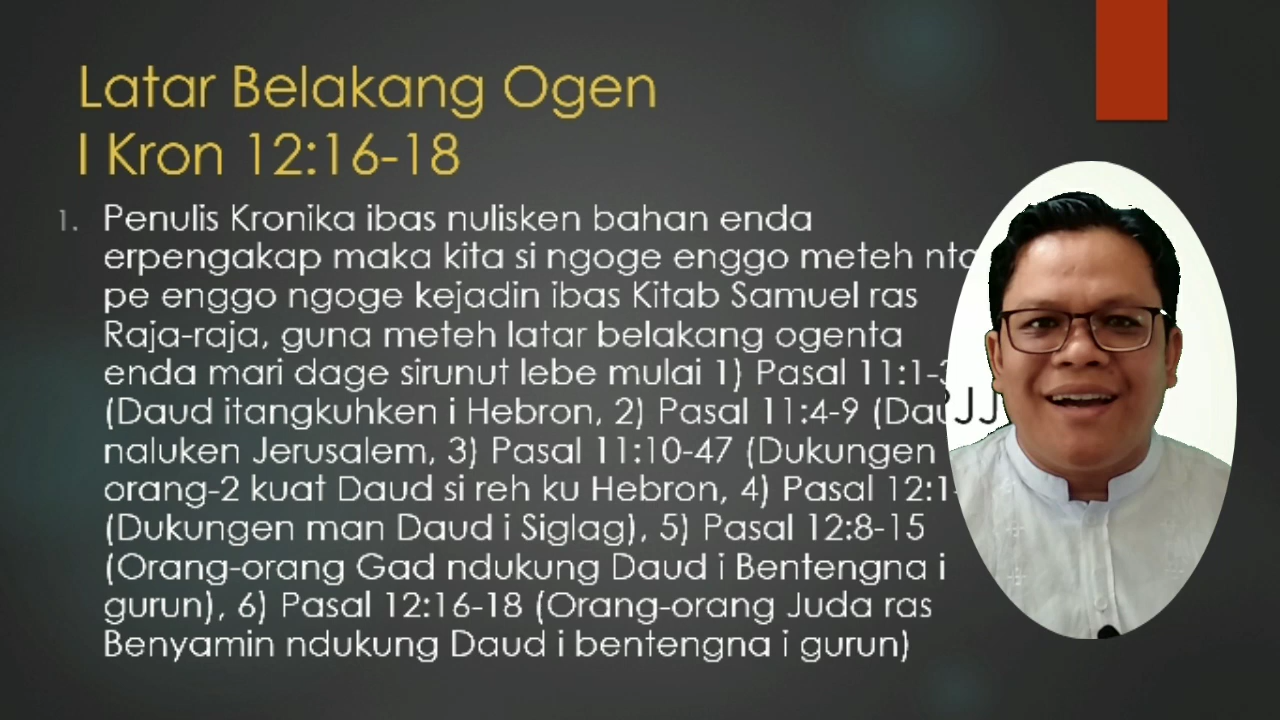 Latar Belakang Ogen
I Kron 12:16-18
1. Penulis Kronika ibas nulisken bahan enda
erpengakap maka kita si ngoge enggo meteh
pe enggo ngoge kejadin ibas Kitab Samuel ras
Raja-raja, guna meteh latar belakang ogenta
enda mari dage sirunut lebe mulai 1) Pasal 11:1-
(Daud itangkuhken i Hebron, 2) Pasal 11:4-9
JJ
naluken Jerusalem, 3) Pasal 11:10-47 (Dukungen
orang-2 kuat Daud si reh ku Hebron, 4) Pasal 12:1-
(Dukungen man Daud i Siglag), 5) Pasal 12:8-15
(Orang-orang Gad ndukung Daud i Bentengna i
gurun), 6) Pasal 12:16-18 (Orang-orang Juda ras
Benyamin ndukung Daud i bentengna i gurun)